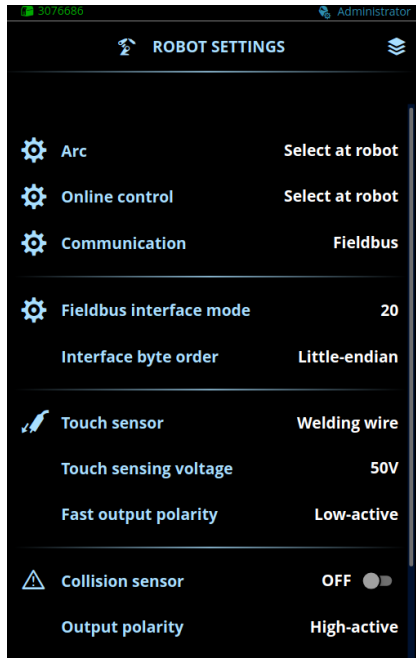 3076686 Administrator
ROBOT SETTINGS
Arc Select at robot
Online control Select at robot
Communication Fieldbus
Fieldbus interface mode 20
Interface byte order Little-endian
Touch sensor Welding wire
Touch sensing voltage 50V
Fast output polarity Low-active
Collision sensor OFF
Output polarity High-active